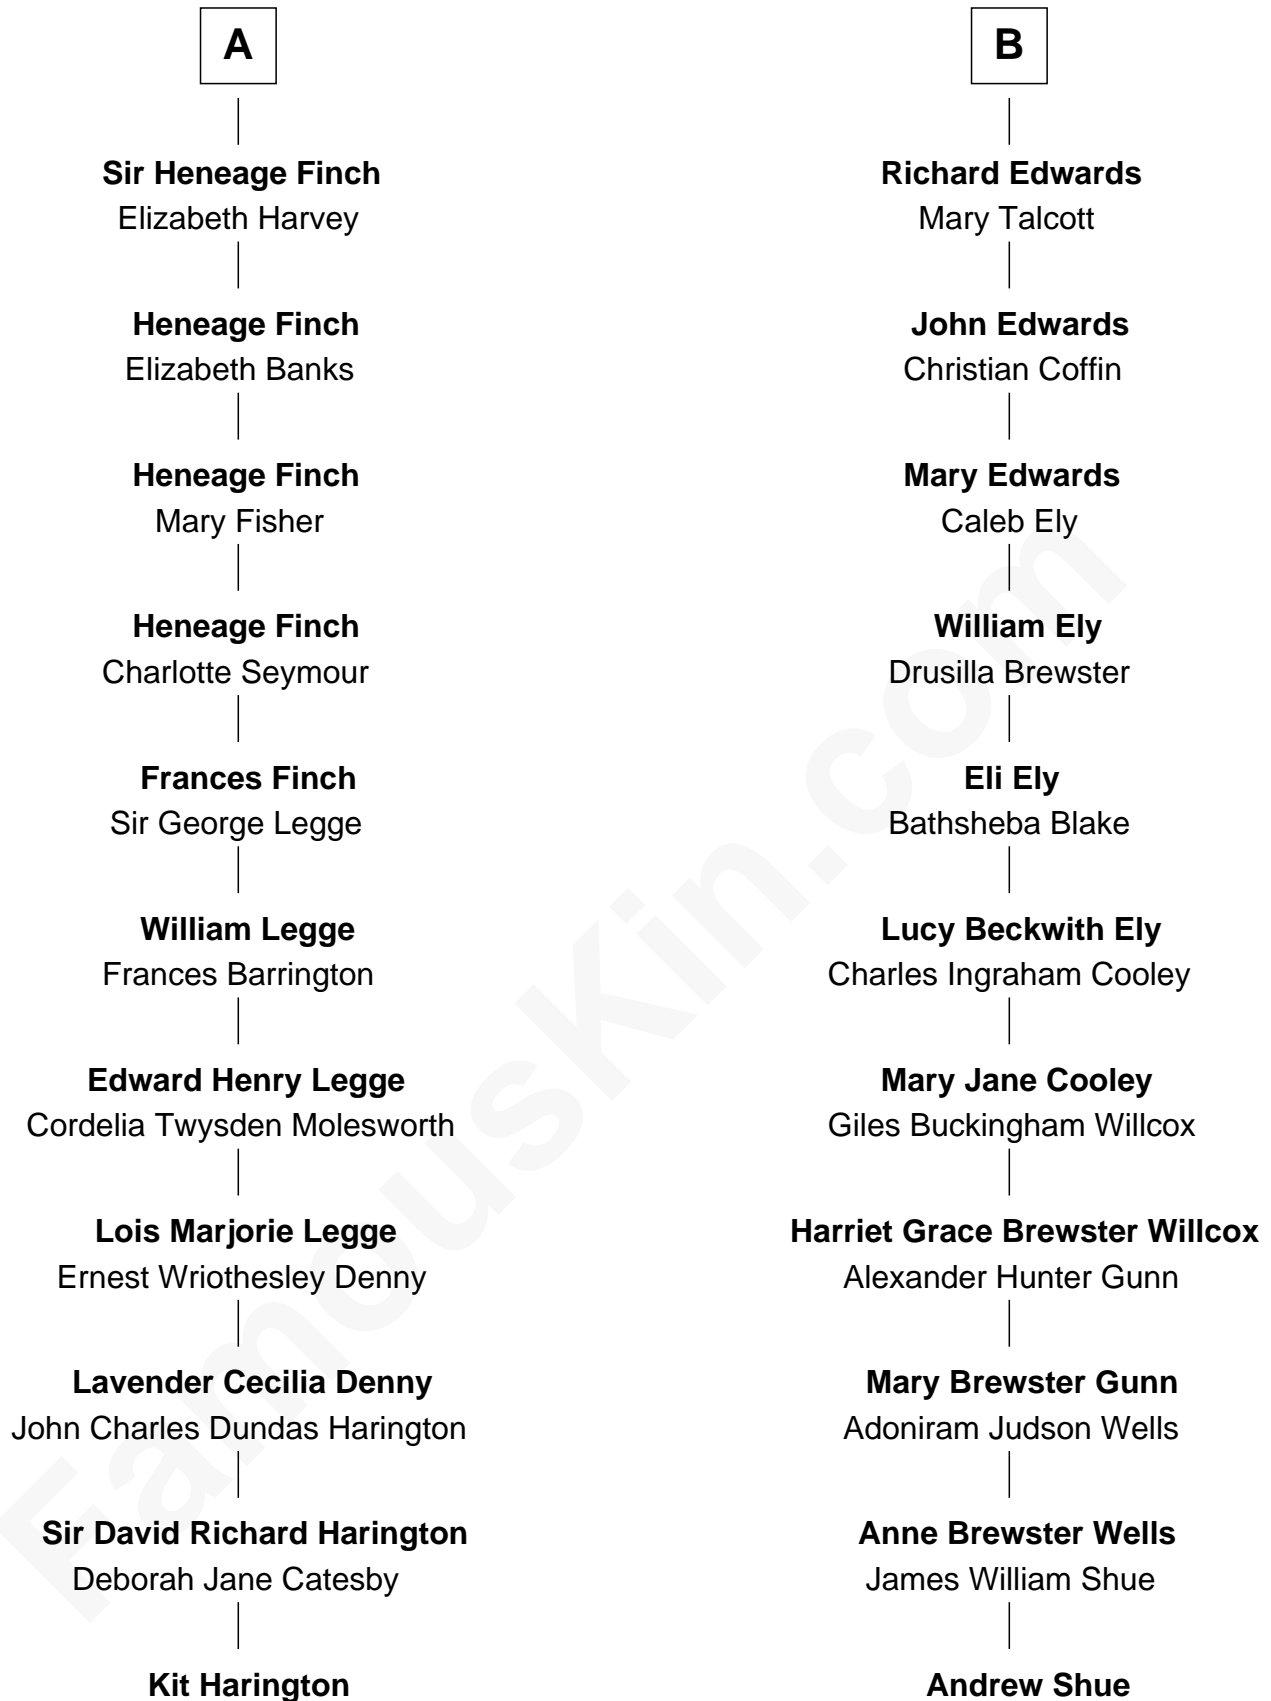 A
Sir Heneage Finch
Elizabeth Harvey
Heneage Finch
Elizabeth Banks
Heneage Finch
Mary Fisher
Heneage Finch
Charlotte Seymour
Frances Finch
Sir George Legge
William Legge
Frances Barrington
Edward Henry Legge
Cordelia Twysden Molesworth
Lois Marjorie Legge
Ernest Wriothesley Denny
Lavender Cecilia Denny
John Charles Dundas Harington
Sir David Richard Harington
Deborah Jane Catesby
Kit Harington
B
Richard Edwards
Mary Talcott
John Edwards
Christian Coffin
Mary Edwards
Caleb Ely
William Ely
Drusilla Brewster
Eli Ely
Bathsheba Blake
Lucy Beckwith Ely
Charles Ingraham Cooley
Mary Jane Cooley
Giles Buckingham Willcox
Harriet Grace Brewster Willcox
Alexander Hunter Gunn
Mary Brewster Gunn
Adoniram Judson Wells
Anne Brewster Wells
James William Shue
Andrew Shue
FamousKin.com